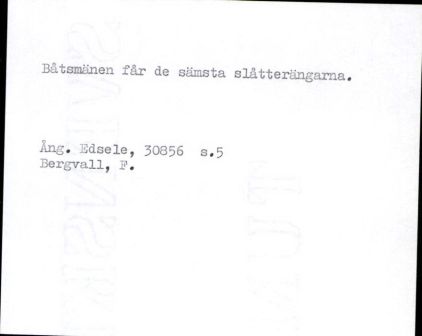 Båtsmänen får de sämsta slåtterängarna.
Ång. Edsele, 30856 s.5
Bergvall, F.